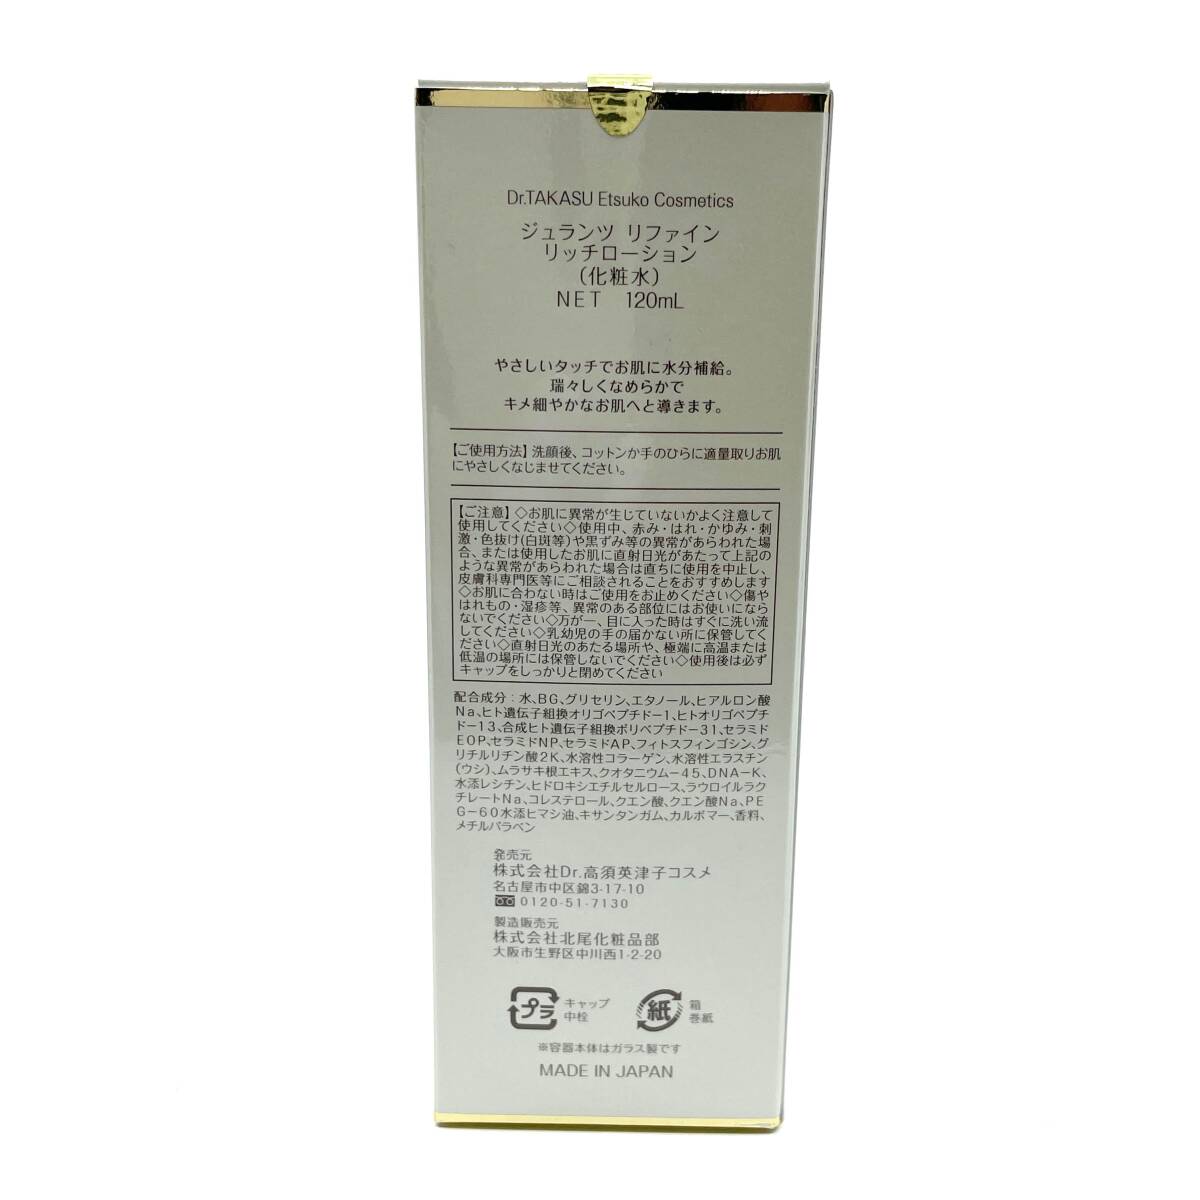 Dr.TAKASU Etsuko Cosmetics
ジュランツ リファイン
リッチローション
(化粧水)
NET 120mL
やさしいタッチでお肌に水分補給。
瑞々しくなめらかで
キメ細やかなお肌へと導きます。
【ご使用方法】洗顔後、コットンか手のひらに適量取りお肌
にやさしくなじませてください。
【ご注意】◇お肌に異常が生じていないかよく注意して
使用してください◇使用中、赤み・はれ・かゆみ・刺
激・色抜け(白斑等)や黒ずみ等の異常があらわれた場
合、または使用したお肌に直射日光があたって上記の
ような異常があらわれた場合は直ちに使用を中止し、
皮膚科専門医等にご相談されることをおすすめします
◇お肌に合わない時はご使用をお止めください◇傷や
はれもの・湿疹等、異常のある部位にはお使いになら
ないでください◇万が一、目に入った時はすぐに洗い流
してください◇乳幼児の手の届かない所に保管してく
ださい◇直射日光のあたる場所や、極端に高温または
低温の場所には保管しないでください◇使用後は必ず
キャップをしっかりと閉めてください
配合成分:水、BG、グリセリン、エタノール、ヒアルロン酸
Na、ヒト遺伝子組換オリゴペプチド-1、ヒトオリゴペプチ
ド-13、合成ヒト遺伝子組換ポリペプチド-31、セラミド
EOP、セラミドNP、セラミドAP、フィトスフィンゴシン、グ
リチルリチン酸2K、水溶性コラーゲン、水溶性エラスチン
(ウシ)、ムラサキ根エキス、クオタニウム-45、DNA-K、
水添レシチン、ヒドロキシエチルセルロース、ラウロイルラク
チレートNa、コレステロール、クエン酸、クエン酸Na、PE
G-60水添ヒマシ油、キサンタンガム、カルボマー、香料、
メチルパラベン
発売元
株式会社Dr.高須英津子コスメ
名古屋市中区錦3-17-10
0120-51-7130
製造販売元
株式会社北尾化粧品部
大阪市生野区中川西1-2-20
プラ キャップ
中栓
紙 箱
巻紙
※容器本体はガラス製です
MADE IN JAPAN